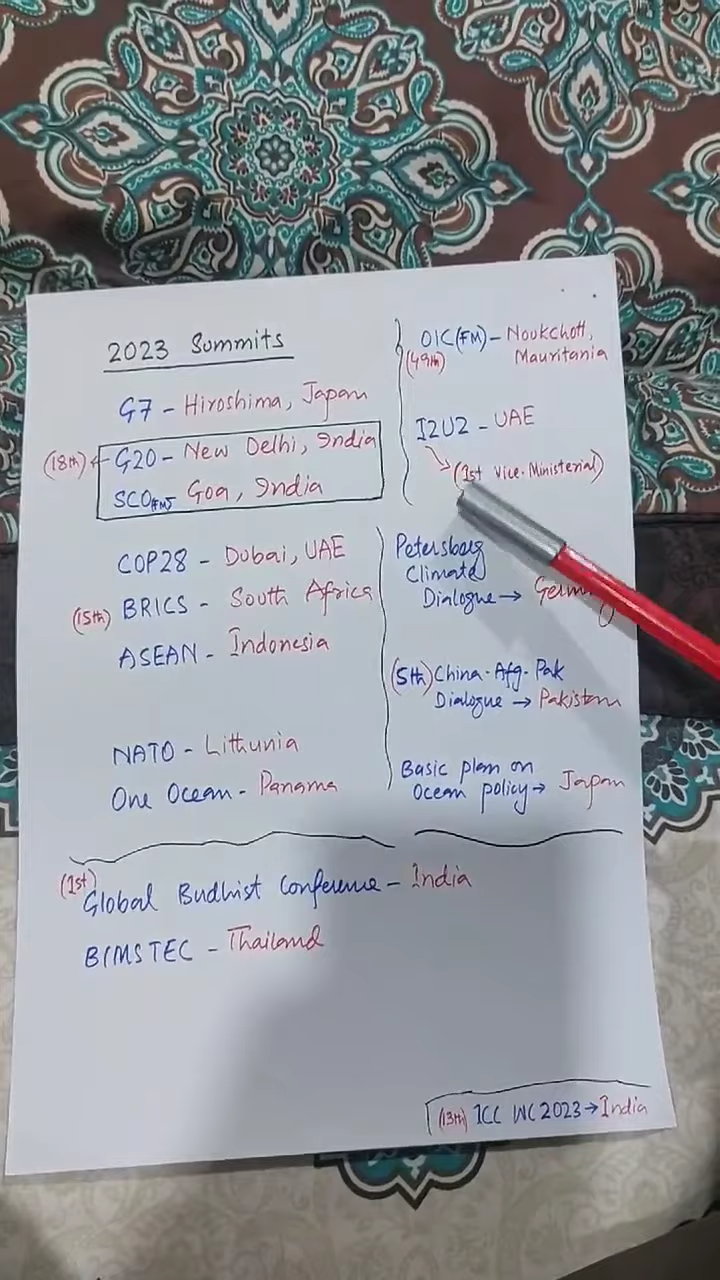 2023 Summits
G7 - Hiroshima, Japan
(18th) ← G20 - New Delhi, India
SCO(FM) Goa, India
COP28 - Dubai, UAE
(15th) BRICS - South Africa
ASEAN - Indonesia
NATO - Lithunia
One Ocean - Panama
OIC(FM) - Noukchott,
(49th) Mauritania
I2U2 - UAE
(1st Vice-Ministerial)
Petersberg
Climate
Dialogue →
(5th) China-Afg-Pak
Dialogue → Pakistan
Basic plan on
Ocean policy → Japan
(1st)
Global Budhist Conference - India
BIMSTEC - Thailand
(13th) ICC WC 2023 → India